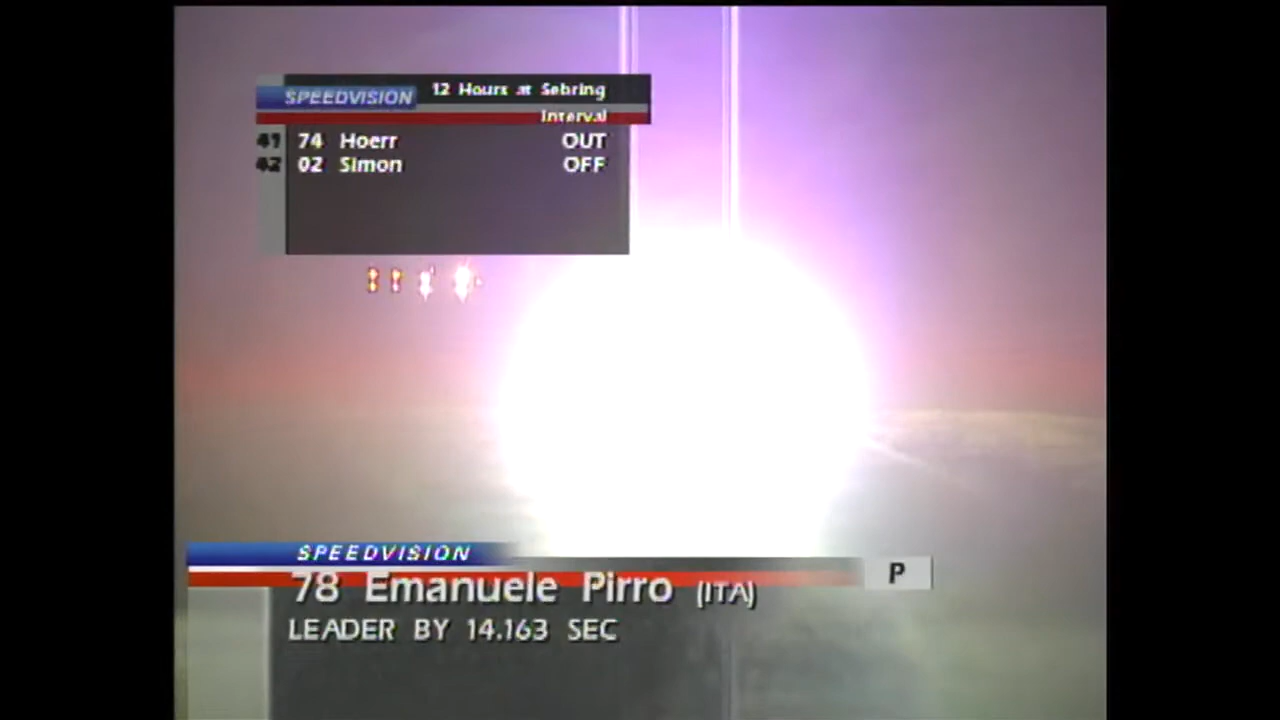 SPEEDVISION 12 Hours at Sebring
Interval
41 74 Hoerr OUT
42 02 Simon OFF
SPEEDVISION
P
78 Emanuele Pirro (ITA)
LEADER BY 14.163 SEC